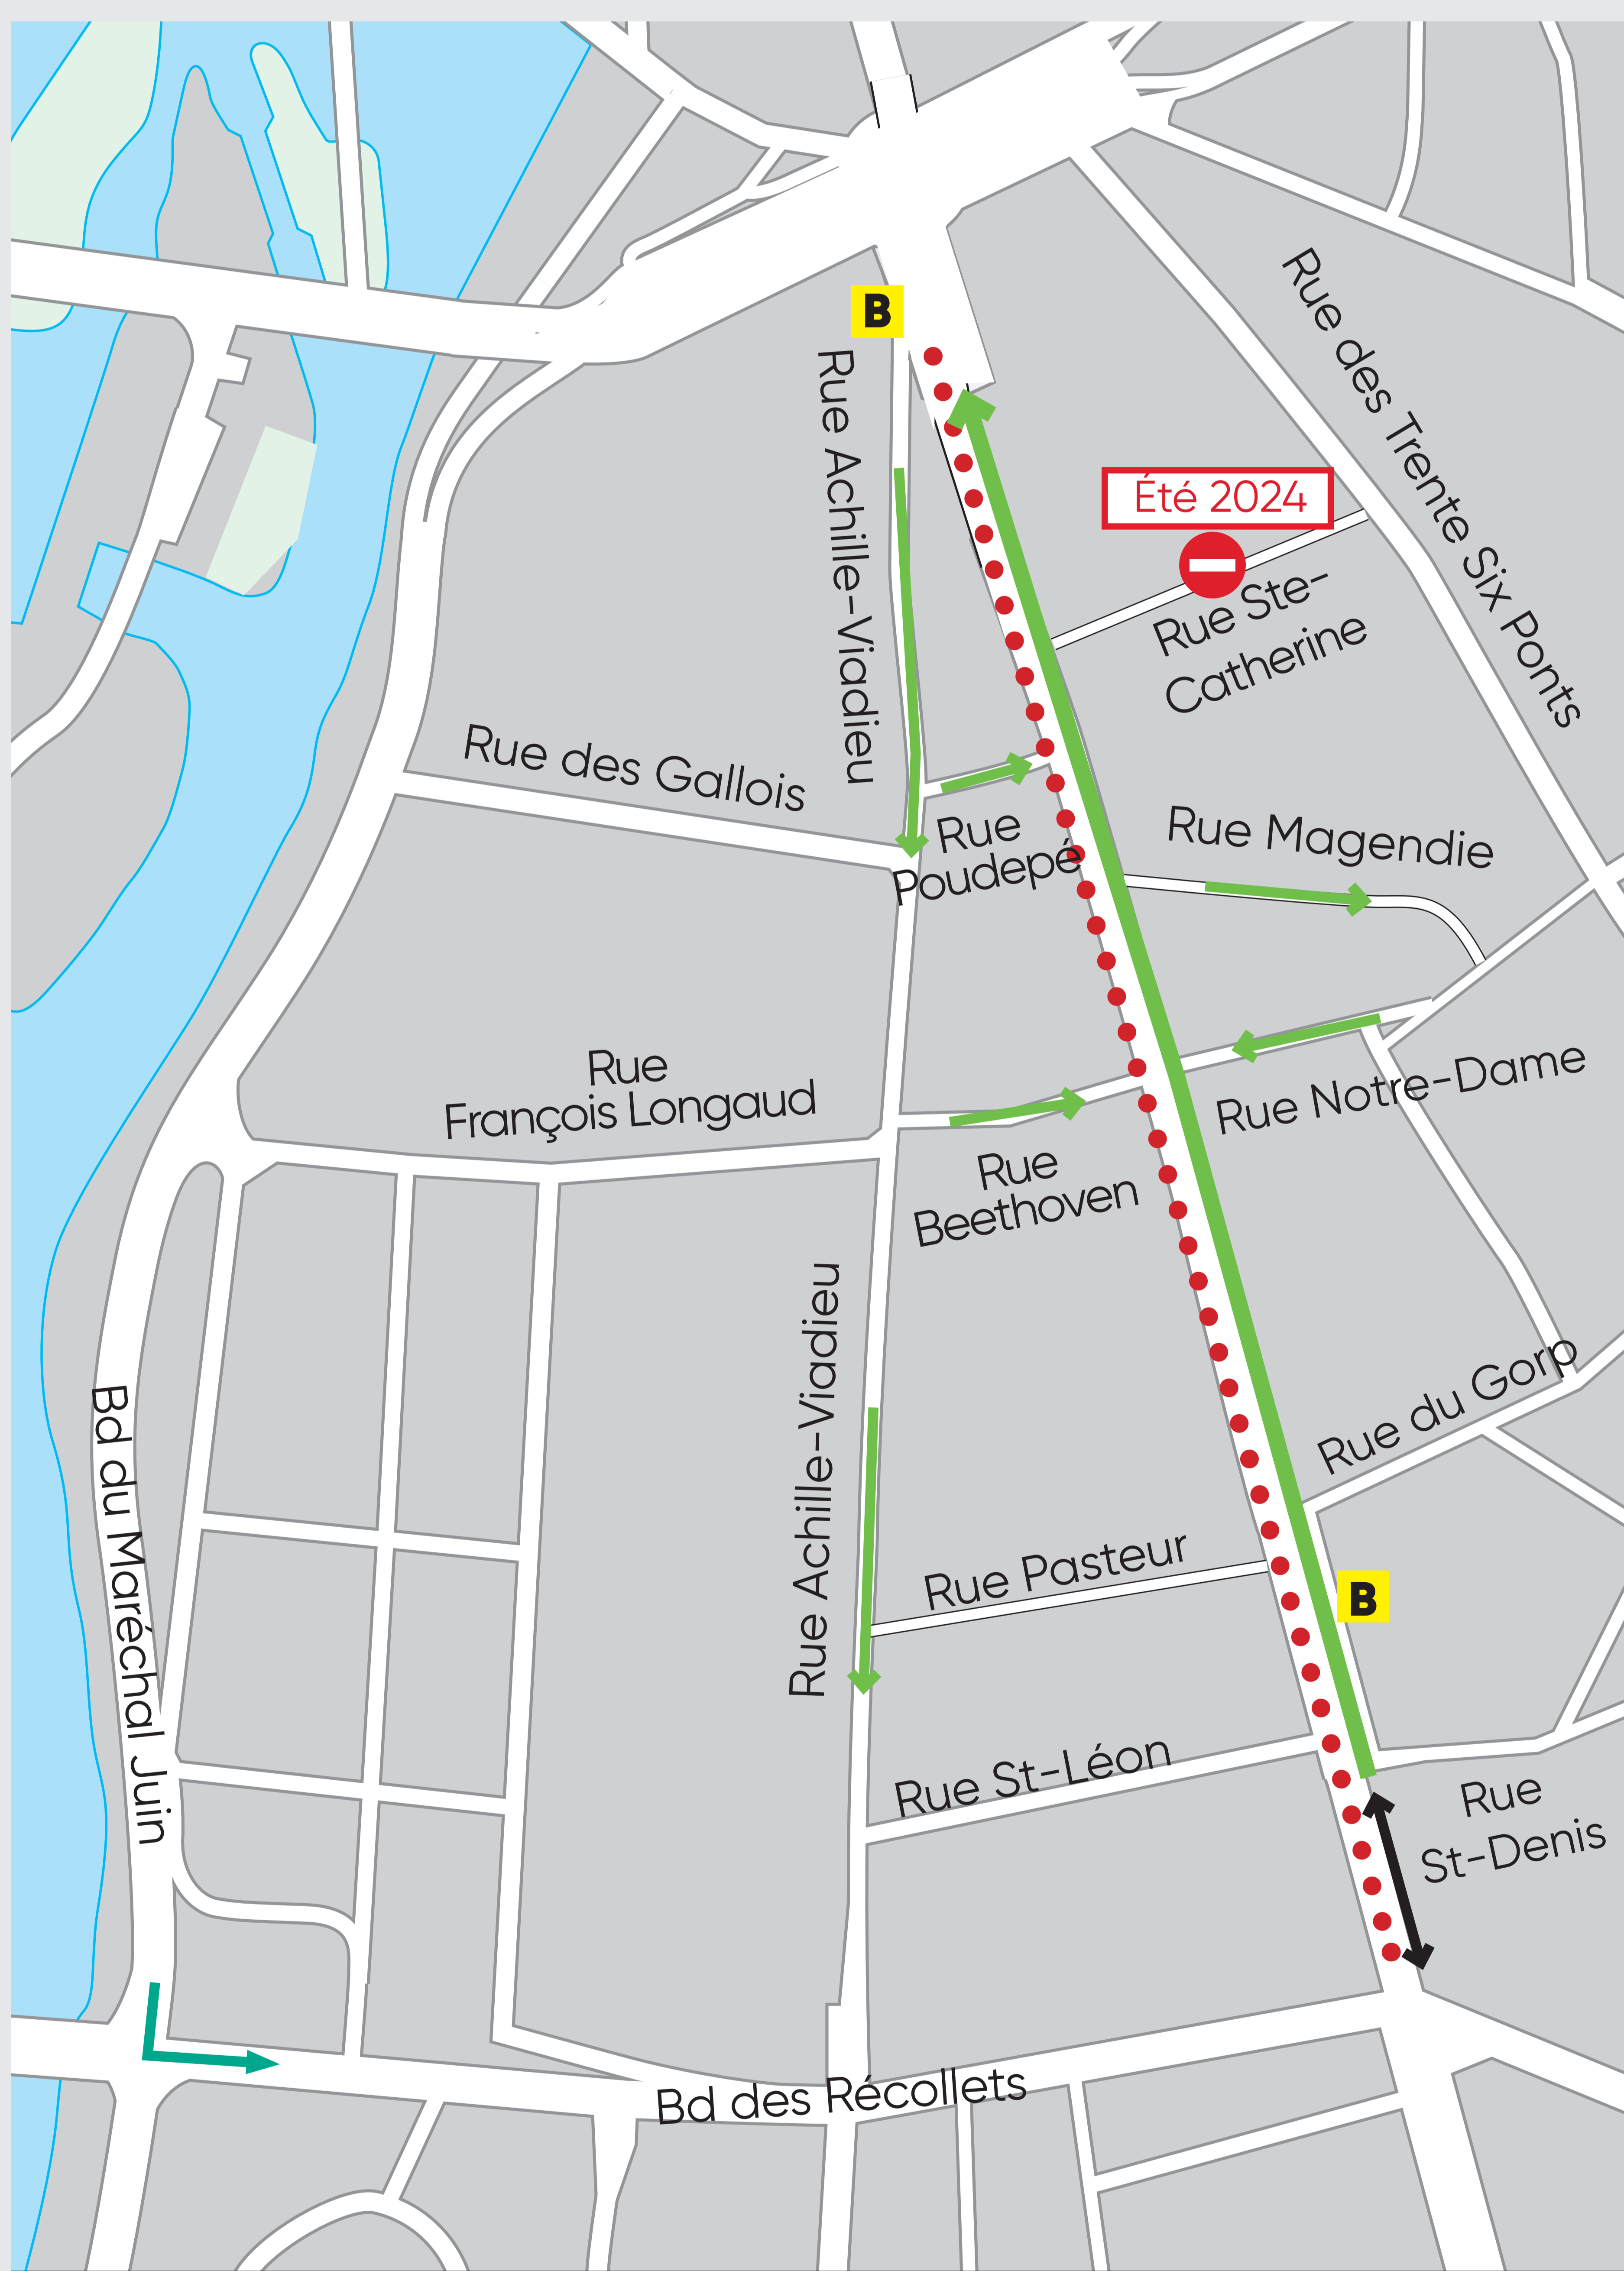 B
Rue des Trente Six Ponts
Rue Achille-Viadieu
Été 2024
Rue Ste-
Catherine
Rue des Gallois
Rue
Poudepé
Rue Magendie
Rue
François Longaud
Rue Notre-Dame
Rue
Beethoven
Rue Achille-Viadieu
Rue du Gorp
Bd du Maréchal Juin
Rue Pasteur
B
Rue St-Léon
Rue
St-Denis
Bd des Récollets